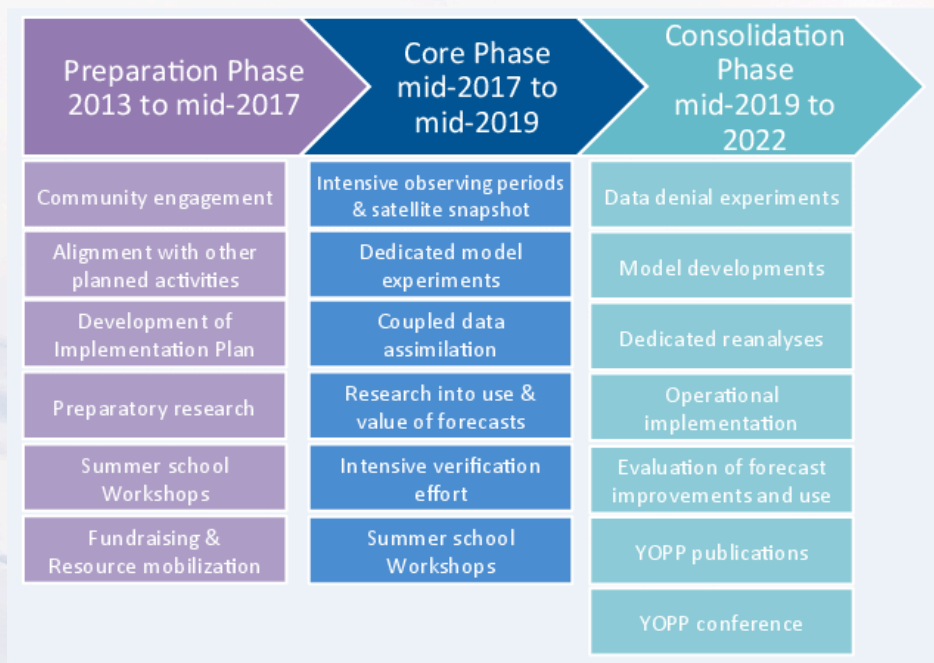 Preparation Phase
2013 to mid-2017
Core Phase
mid-2017 to
mid-2019
Consolidation
Phase
mid-2019 to
2022
Community engagement
Alignment with other
planned activities
Development of
Implementation Plan
Preparatory research
Summer school
Workshops
Fundraising &
Resource mobilization
Intensive observing periods
& satellite snapshot
Dedicated model
experiments
Coupled data
assimilation
Research into use &
value of forecasts
Intensive verification
effort
Summer school
Workshops
Data denial experiments
Model developments
Dedicated reanalyses
Operational
implementation
Evaluation of forecast
improvements and use
YOPP publications
YOPP conference